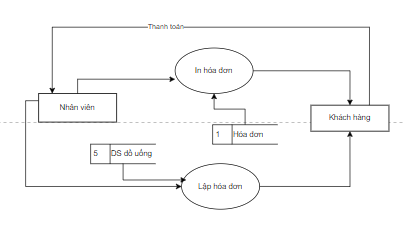 Thanh toán
In hóa đơn
Nhân viên
Khách hàng
1 Hóa đơn
5 DS đồ uống
Lập hóa đơn